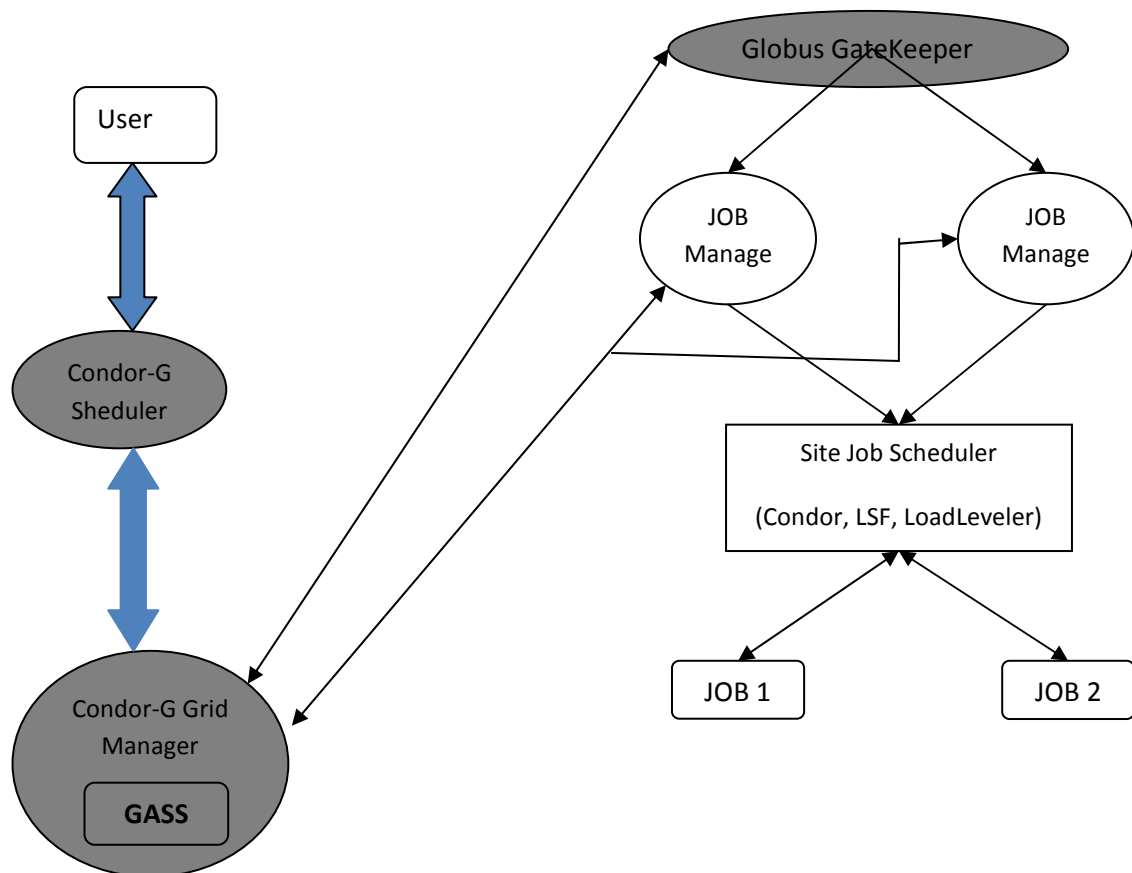 Globus GateKeeper
User
JOB
Manage
JOB
Manage
Condor-G
Sheduler
Site Job Scheduler
(Condor, LSF, LoadLeveler)
JOB 1
JOB 2
Condor-G Grid
Manager
GASS